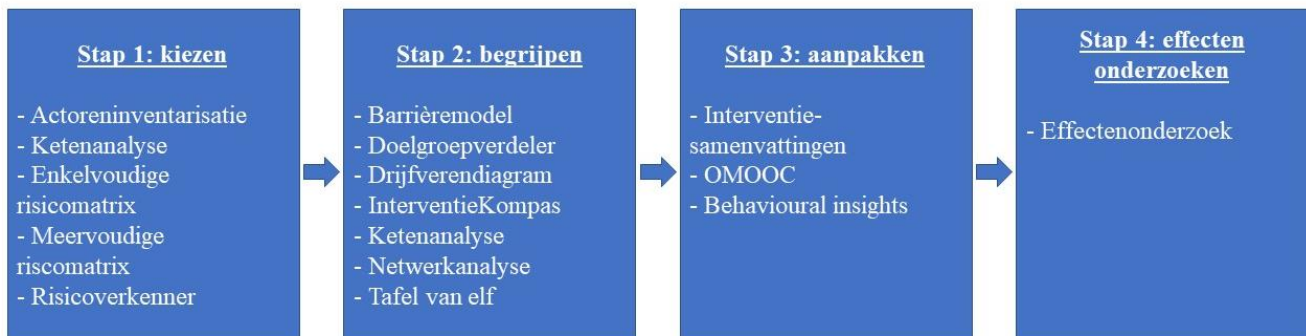 Stap 1: kiezen
- Actoreninventarisatie
- Ketenanalyse
- Enkelvoudige
risicomatrix
- Meervoudige
riscomatrix
- Risicoverkenner
Stap 2: begrijpen
- Barrièremodel
- Doelgroepverdeler
- Drijfverendiagram
- InterventieKompas
- Ketenanalyse
- Netwerkanalyse
- Tafel van elf
Stap 3: aanpakken
- Interventie-
samenvattingen
- OMOOC
- Behavioural insights
Stap 4: effecten
onderzoeken
- Effectenonderzoek